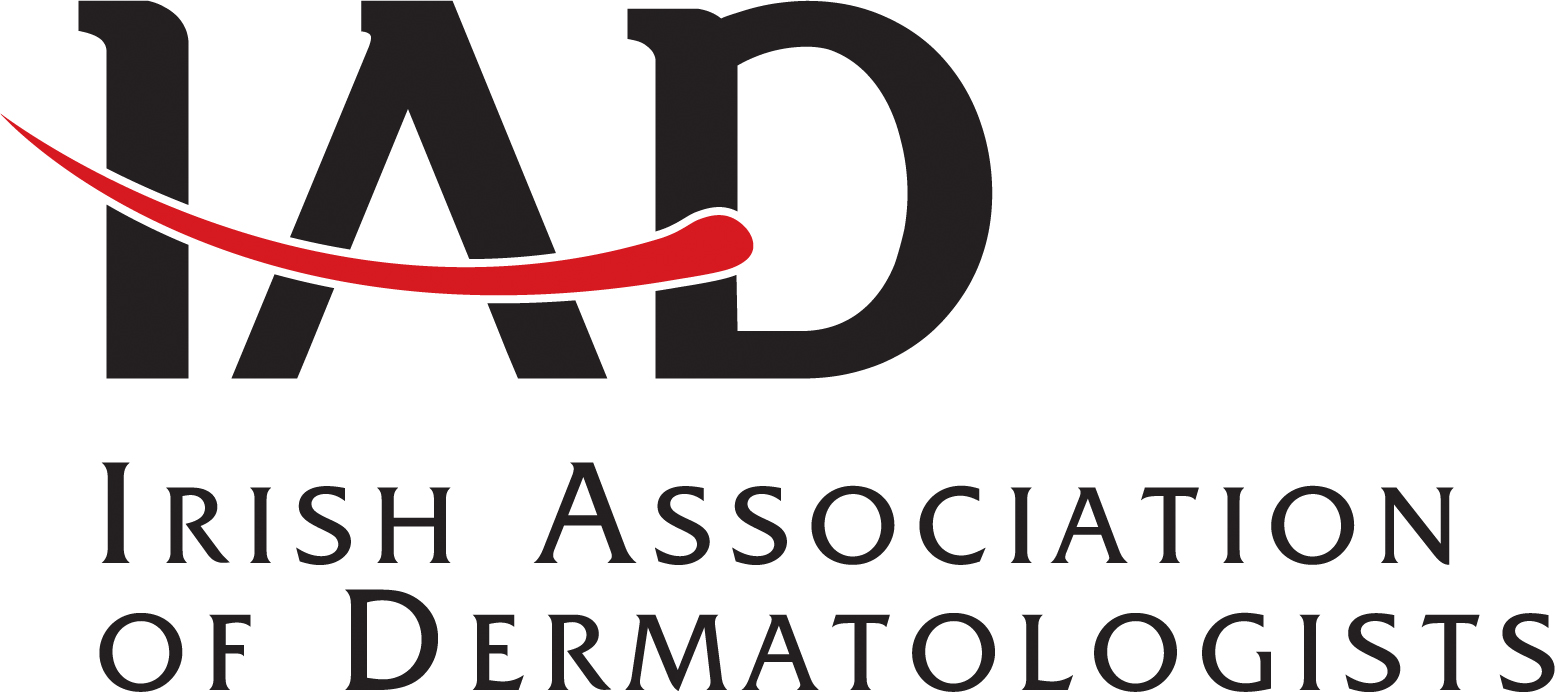 IAD
IRISH ASSOCIATION
OF DERMATOLOGISTS